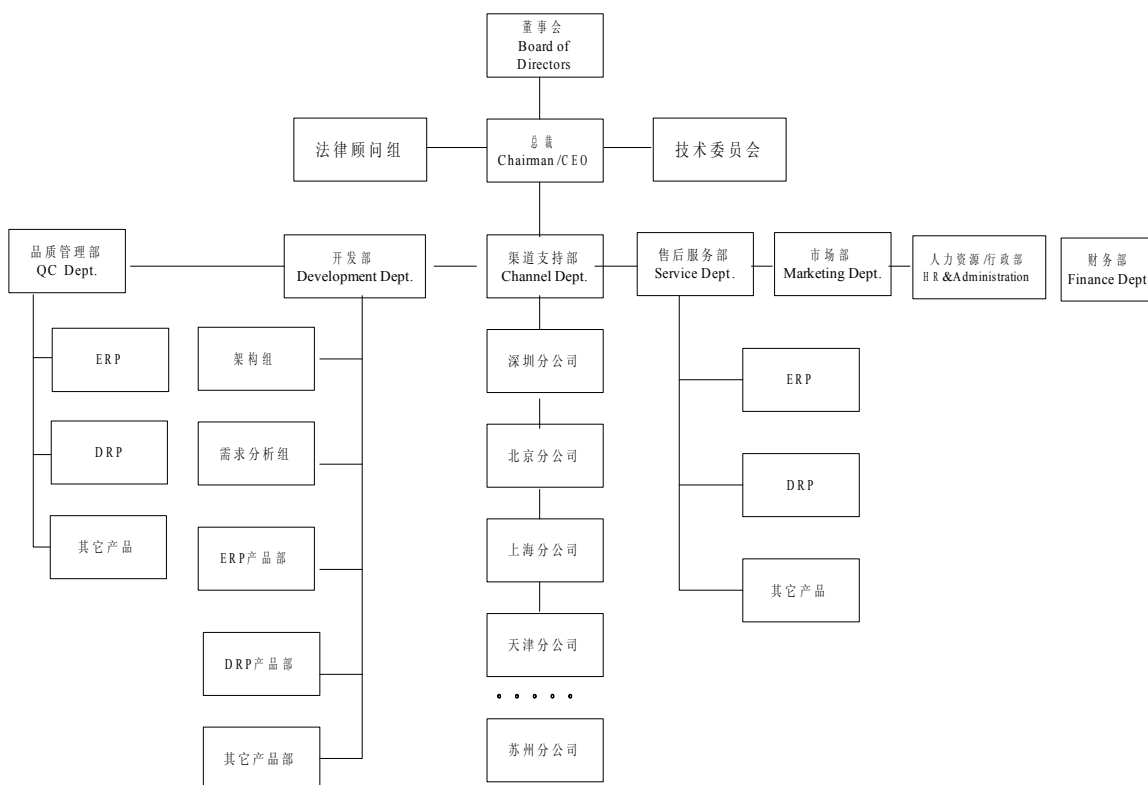 董事会
Board of
Directors
法律顾问组
总裁
Chairman/CEO
技术委员会
品质管理部
QC Dept.
开发部
Development Dept.
渠道支持部
Channel Dept.
售后服务部
Service Dept.
市场部
Marketing Dept.
人力资源/行政部
HR&Administration
财务部
Finance Dept
ERP
DRP
其它产品
架构组
需求分析组
ERP产品部
DRP产品部
其它产品部
深圳分公司
北京分公司
上海分公司
天津分公司
苏州分公司
ERP
DRP
其它产品